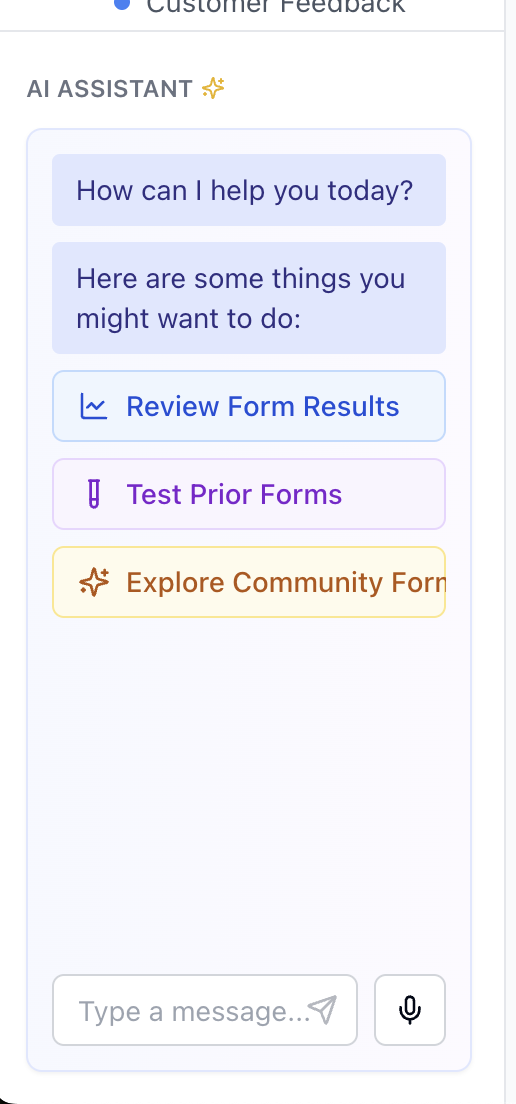 Customer Feedback
AI ASSISTANT
How can I help you today?
Here are some things you
might want to do:
Review Form Results
Test Prior Forms
Explore Community Form
Type a message...